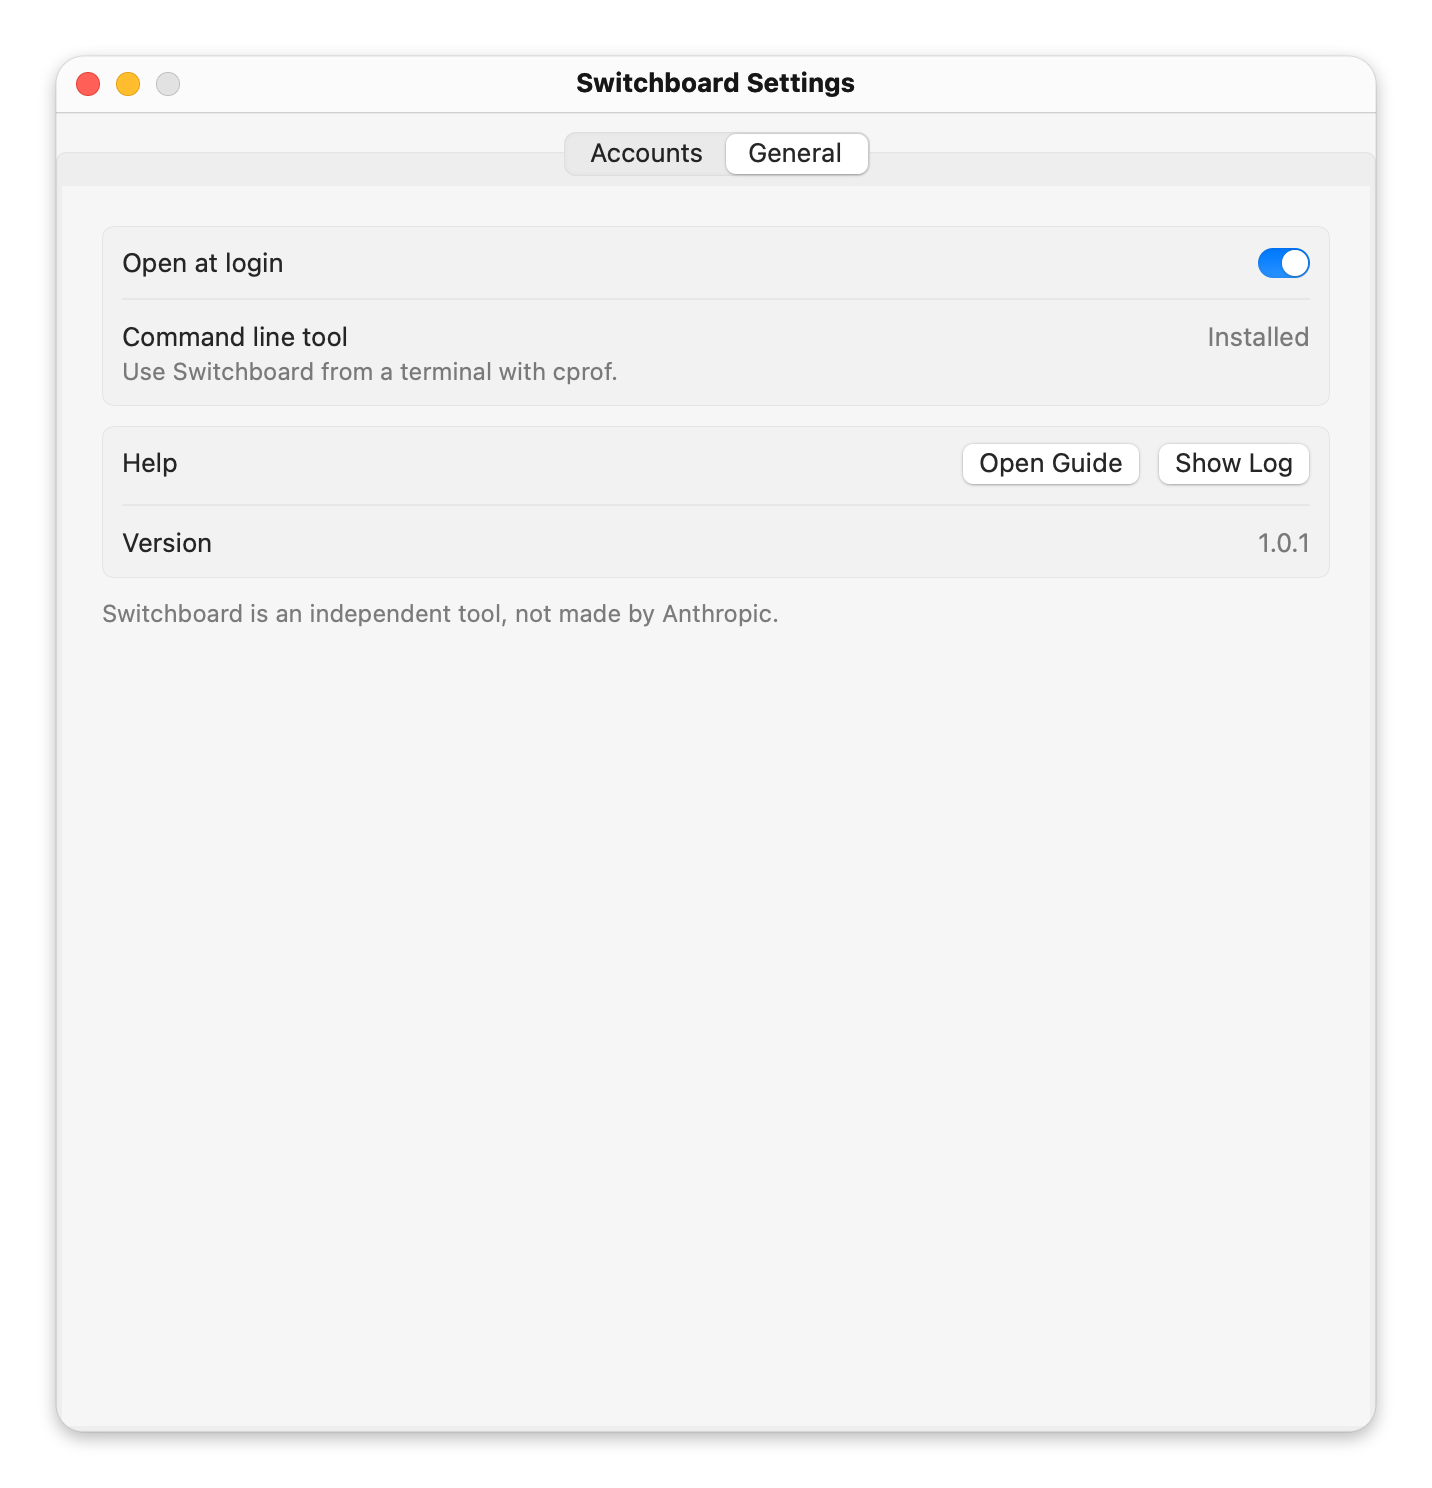 Switchboard Settings
Accounts General
Open at login
Command line tool Installed
Use Switchboard from a terminal with cprof.
Help Open Guide Show Log
Version 1.0.1
Switchboard is an independent tool, not made by Anthropic.